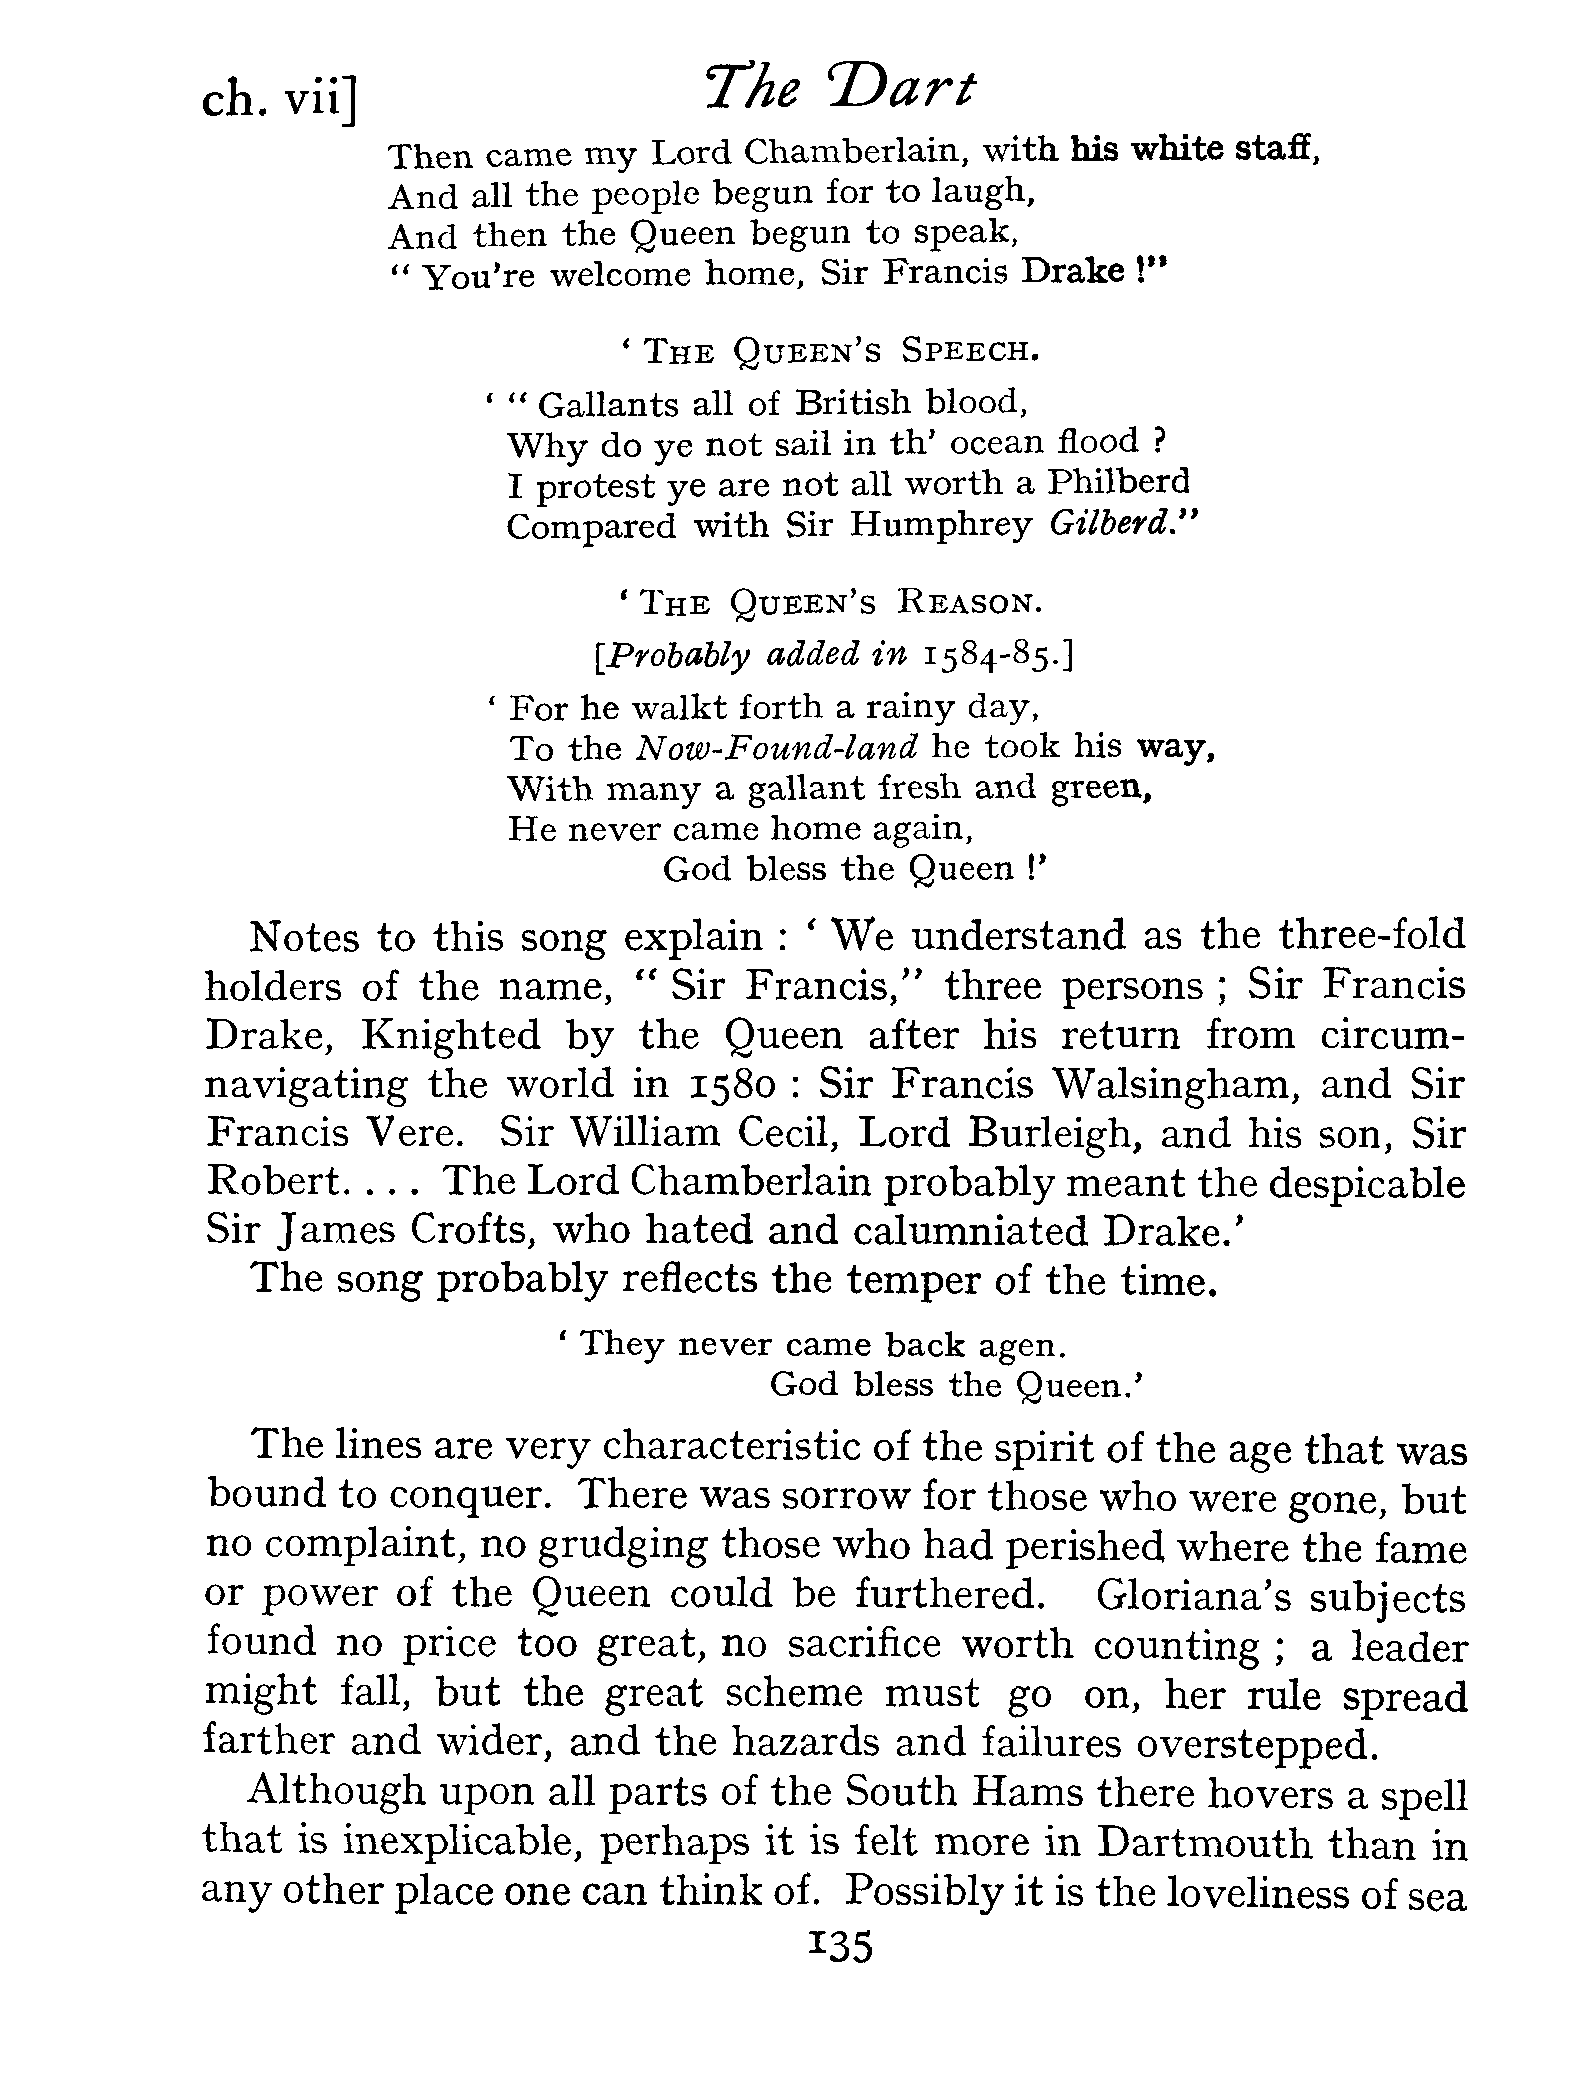 ch. vii] The Dart
Then came my Lord Chamberlain, with his white staff,
And all the people begun for to laugh,
And then the Queen begun to speak,
“ You're welcome home, Sir Francis Drake !”
‘ The Queen's Speech.
‘ “ Gallants all of British blood,
Why do ye not sail in th' ocean flood ?
I protest ye are not all worth a Philberd
Compared with Sir Humphrey Gilberd.”
‘ The Queen's Reason.
[Probably added in 1584-85.]
‘ For he walkt forth a rainy day,
To the Now-Found-land he took his way,
With many a gallant fresh and green,
He never came home again,
God bless the Queen !’
Notes to this song explain : ‘ We understand as the three-fold
holders of the name, “ Sir Francis,” three persons ; Sir Francis
Drake, Knighted by the Queen after his return from circum-
navigating the world in 1580 : Sir Francis Walsingham, and Sir
Francis Vere. Sir William Cecil, Lord Burleigh, and his son, Sir
Robert. . . . The Lord Chamberlain probably meant the despicable
Sir James Crofts, who hated and calumniated Drake.’
The song probably reflects the temper of the time.
‘ They never came back agen.
God bless the Queen.’
The lines are very characteristic of the spirit of the age that was
bound to conquer. There was sorrow for those who were gone, but
no complaint, no grudging those who had perished where the fame
or power of the Queen could be furthered. Gloriana's subjects
found no price too great, no sacrifice worth counting ; a leader
might fall, but the great scheme must go on, her rule spread
farther and wider, and the hazards and failures overstepped.
Although upon all parts of the South Hams there hovers a spell
that is inexplicable, perhaps it is felt more in Dartmouth than in
any other place one can think of. Possibly it is the loveliness of sea
135